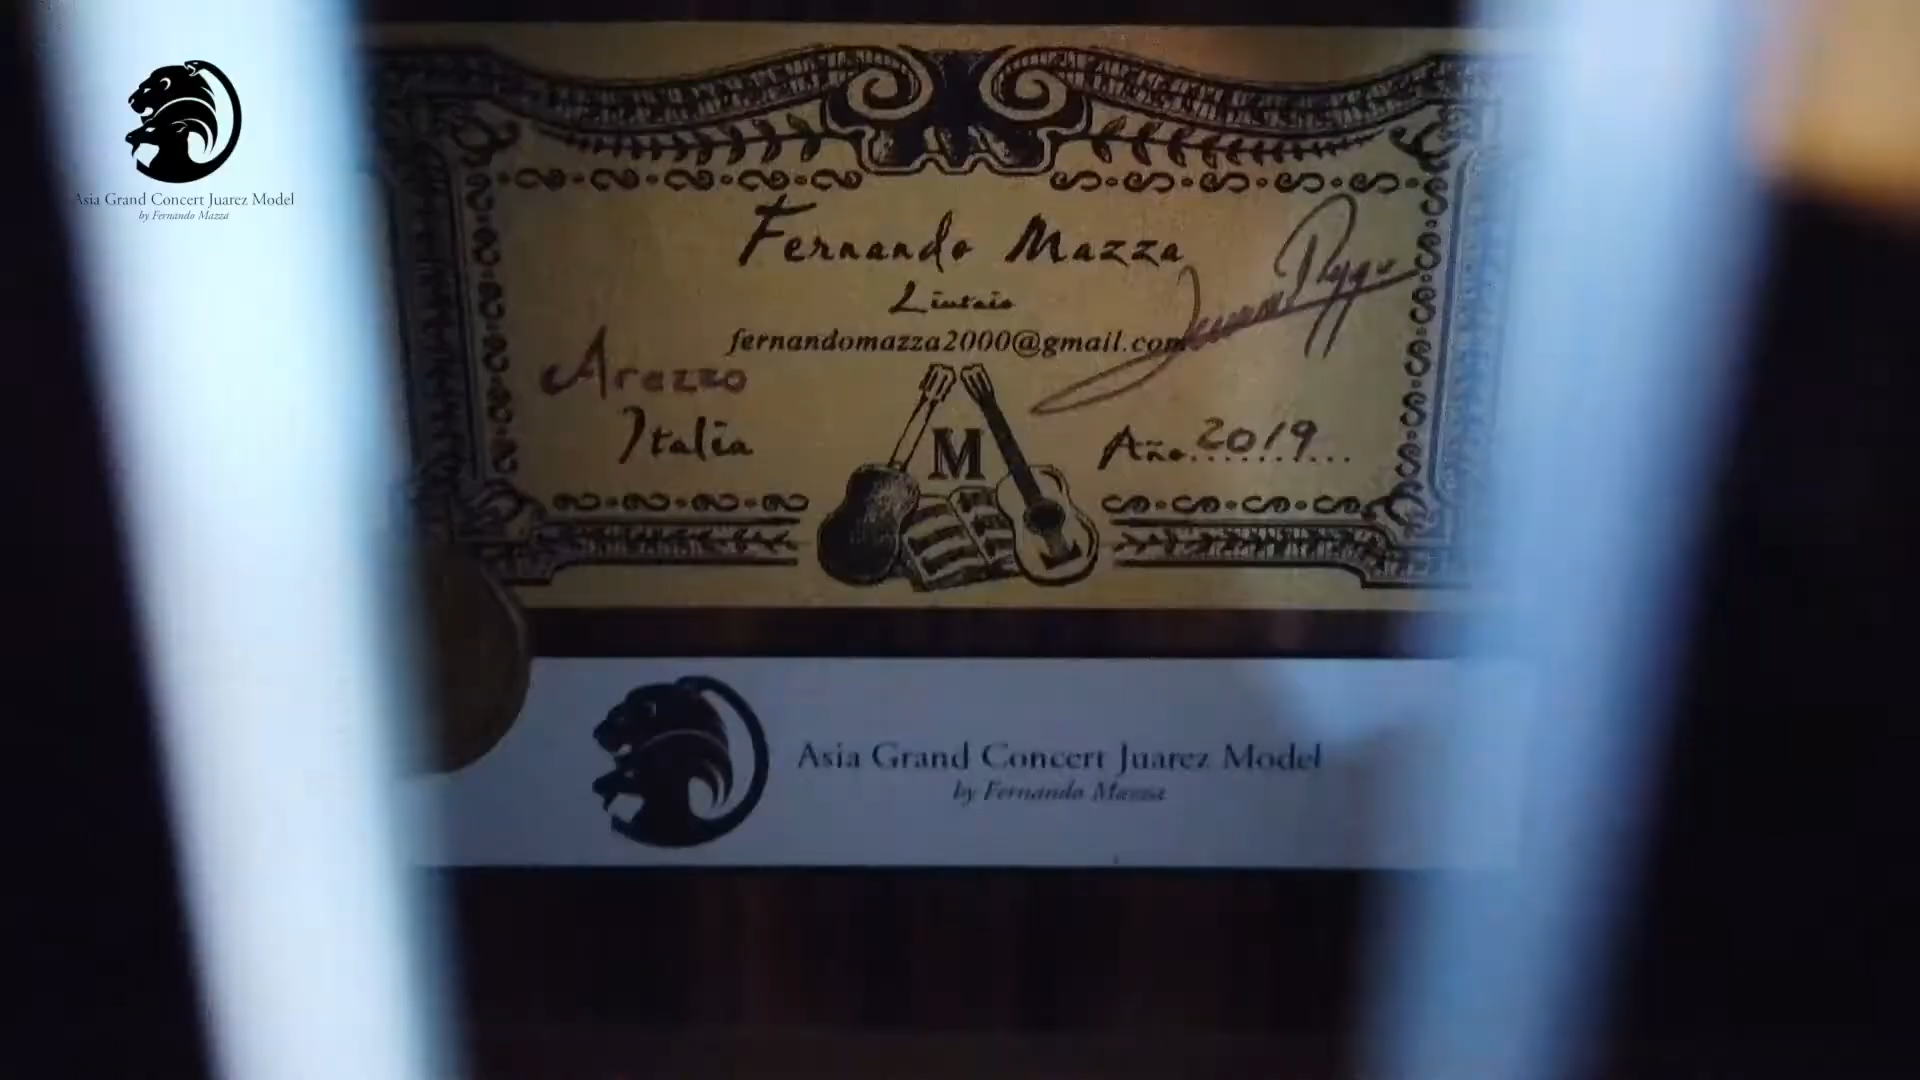 Asia Grand Concert Juarez Model
by Fernando Mazza
Fernando Mazza
Liutaio
fernandomazza2000@gmail.com
Arezzo
Italia
M
Año 2019
Asia Grand Concert Juarez Model
by Fernando Mazza